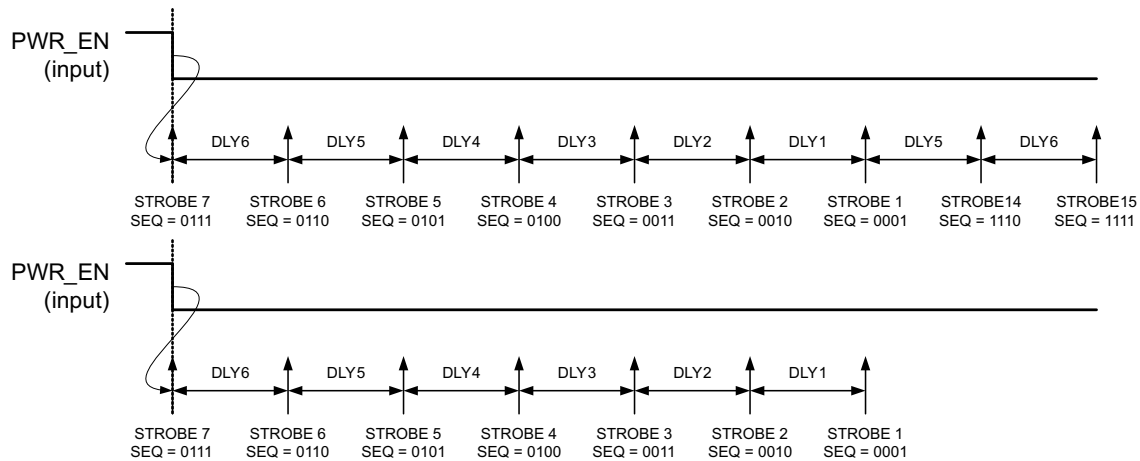 PWR_EN
(input)
DLY6 DLY5 DLY4 DLY3 DLY2 DLY1 DLY5 DLY6
STROBE 7 STROBE 6 STROBE 5 STROBE 4 STROBE 3 STROBE 2 STROBE 1 STROBE14 STROBE15
SEQ = 0111 SEQ = 0110 SEQ = 0101 SEQ = 0100 SEQ = 0011 SEQ = 0010 SEQ = 0001 SEQ = 1110 SEQ = 1111
PWR_EN
(input)
DLY6 DLY5 DLY4 DLY3 DLY2 DLY1
STROBE 7 STROBE 6 STROBE 5 STROBE 4 STROBE 3 STROBE 2 STROBE 1
SEQ = 0111 SEQ = 0110 SEQ = 0101 SEQ = 0100 SEQ = 0011 SEQ = 0010 SEQ = 0001